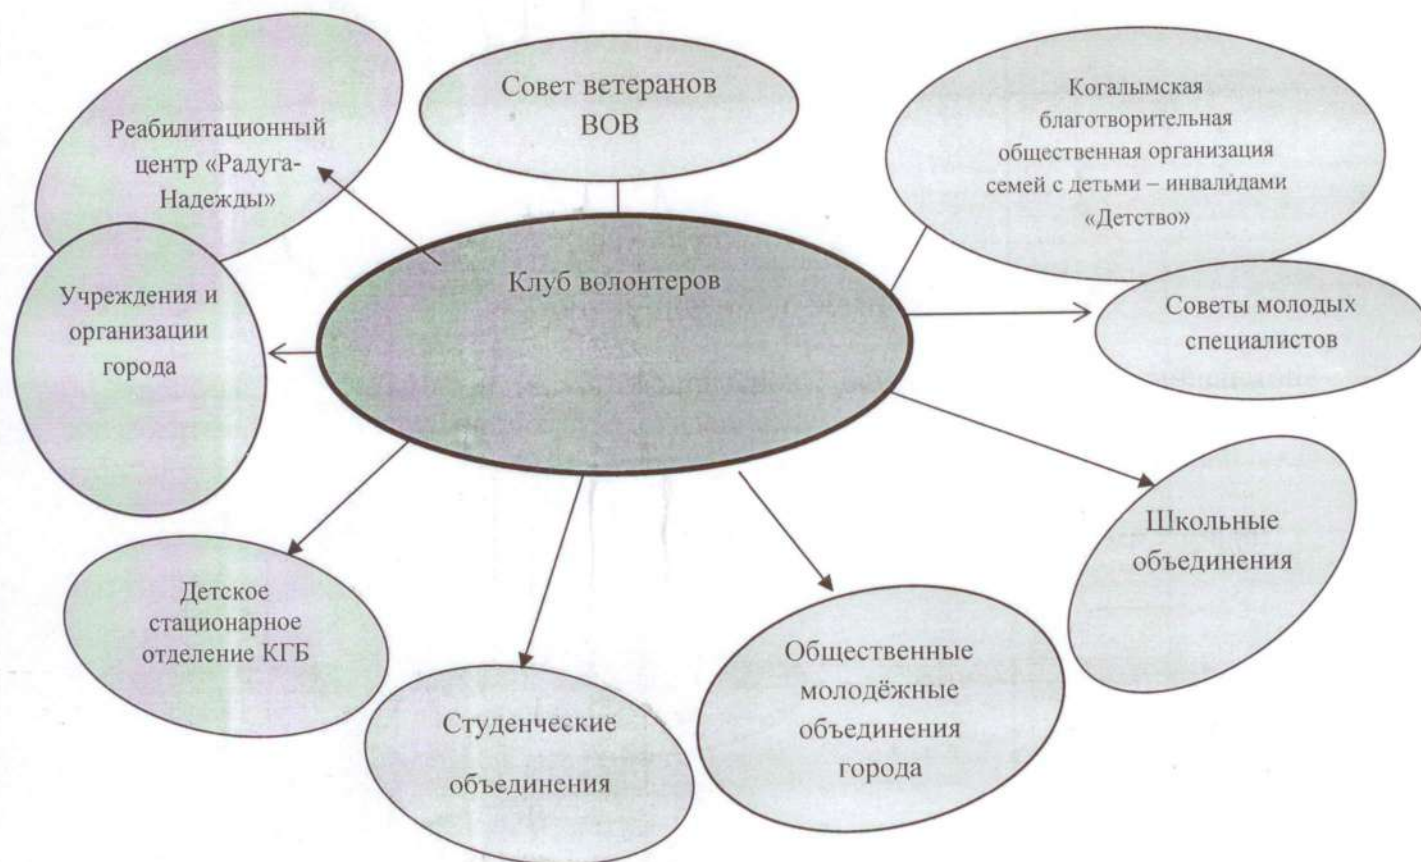 Совет ветеранов
ВОВ
Реабилитационный
центр «Радуга-
Надежды»
Когалымская
благотворительная
общественная организация
семей с детьми – инвалидами
«Детство»
Клуб волонтеров
Учреждения и
организации
города
Советы молодых
специалистов
Школьные
объединения
Детское
стационарное
отделение КГБ
Общественные
молодёжные
объединения
города
Студенческие
объединения